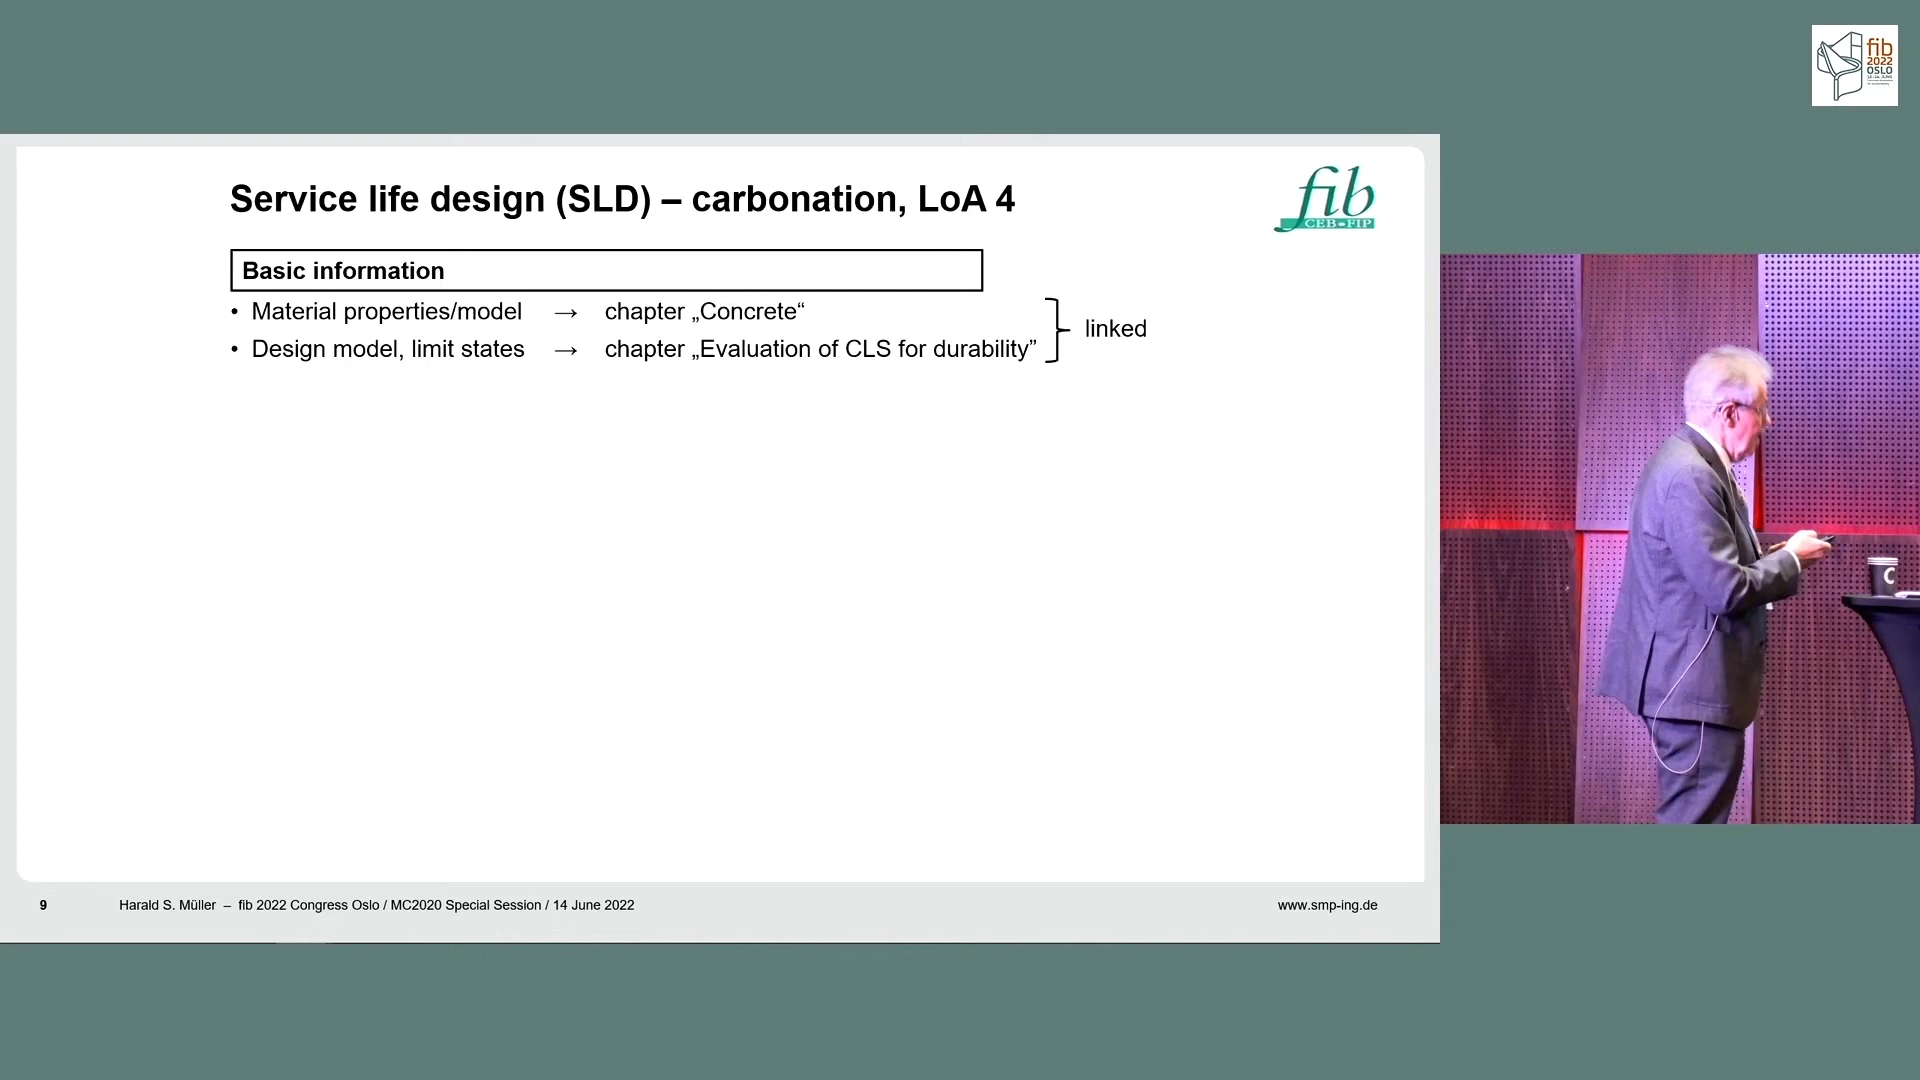 fib
2022
OSLO
Service life design (SLD) – carbonation, LoA 4
fib
CEB-FIP
Basic information
• Material properties/model → chapter „Concrete“
• Design model, limit states → chapter „Evaluation of CLS for durability”
linked
C
9 Harald S. Müller – fib 2022 Congress Oslo / MC2020 Special Session / 14 June 2022 www.smp-ing.de